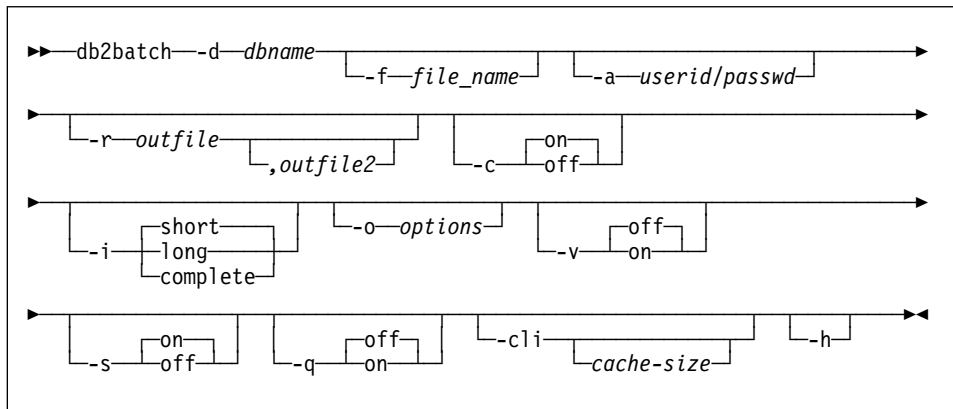 db2batch -d dbname -f file_name -a userid/passwd
-r outfile ,outfile2 -c on off
-i short long complete -o options -v off on
-s on off -q off on -cli cache-size -h